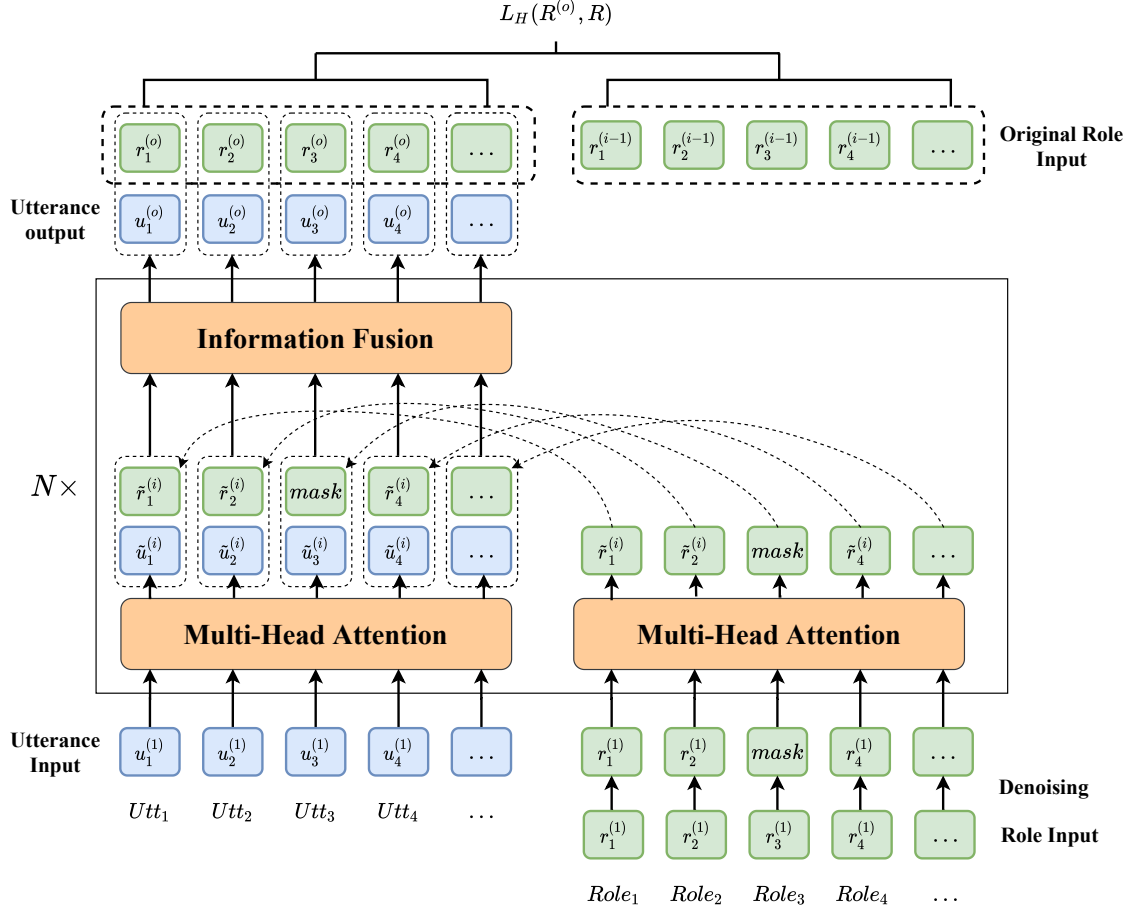 L_H(R^{(o)}, R)
r_1^{(o)} r_2^{(o)} r_3^{(o)} r_4^{(o)} ...
r_1^{(i-1)} r_2^{(i-1)} r_3^{(i-1)} r_4^{(i-1)} ...
Original Role
Input
Utterance
output
u_1^{(o)} u_2^{(o)} u_3^{(o)} u_4^{(o)} ...
Information Fusion
N×
r̃_1^{(i)} r̃_2^{(i)} mask r̃_4^{(i)} ...
ũ_1^{(i)} ũ_2^{(i)} ũ_3^{(i)} ũ_4^{(i)} ...
r̃_1^{(i)} r̃_2^{(i)} mask r̃_4^{(i)} ...
Multi-Head Attention
Multi-Head Attention
Utterance
Input
u_1^{(1)} u_2^{(1)} u_3^{(1)} u_4^{(1)} ...
r_1^{(1)} r_2^{(1)} mask r_4^{(1)} ...
Denoising
Utt_1 Utt_2 Utt_3 Utt_4 ...
r_1^{(1)} r_2^{(1)} r_3^{(1)} r_4^{(1)} ...
Role Input
Role_1 Role_2 Role_3 Role_4 ...